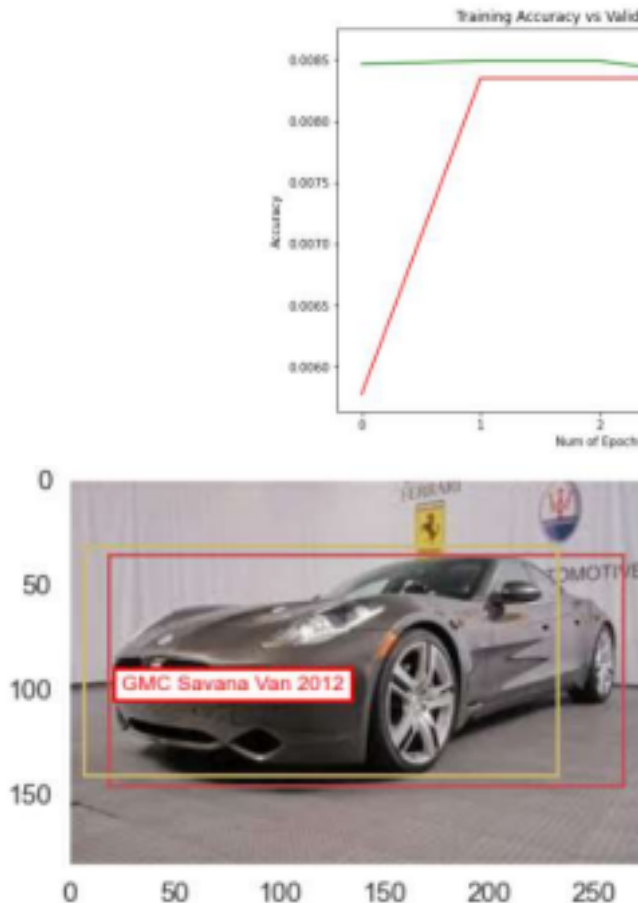 Training Accuracy vs Valid
0.0085
0.0080
0.0075
0.0070
0.0065
0.0060
Accuracy
0 1 2
Num of Epochs
0
50
100
150
FERRARI
OMOTIVE
GMC Savana Van 2012
0 50 100 150 200 250